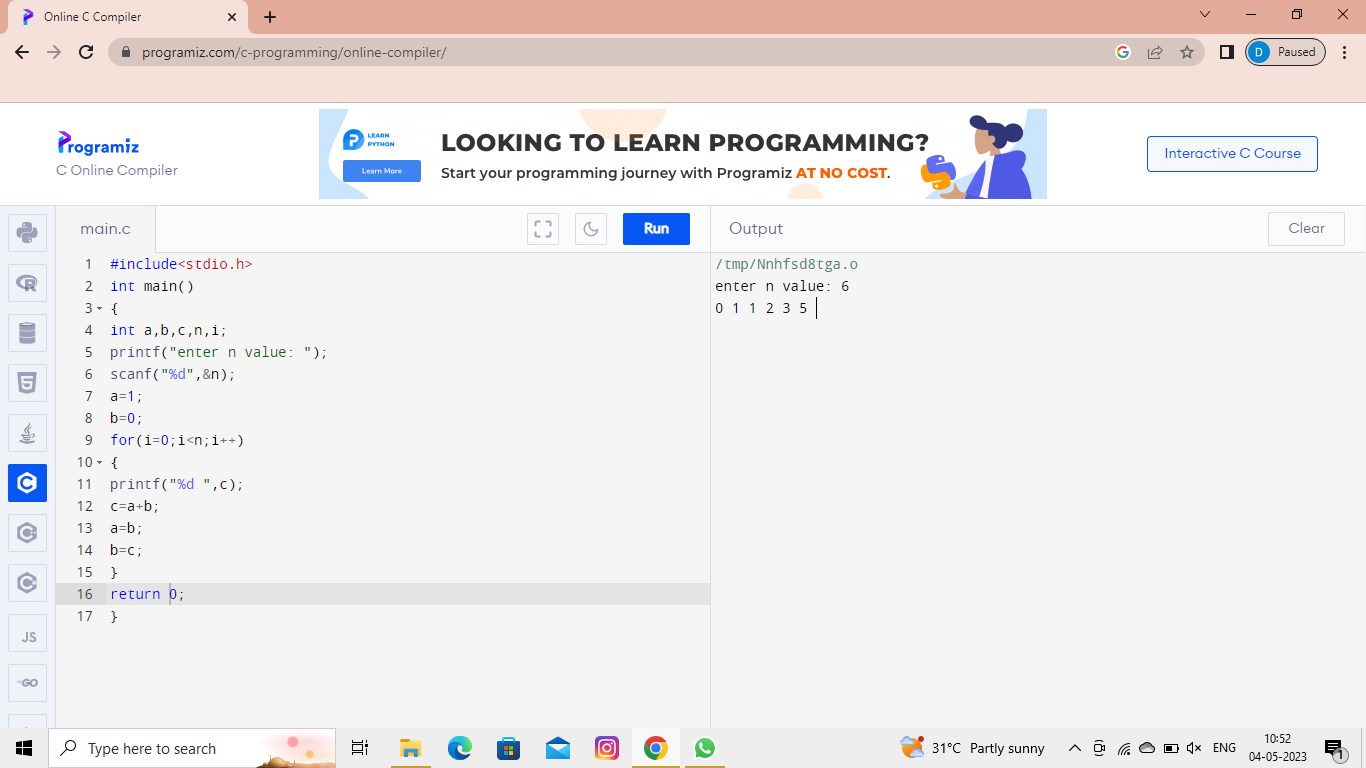 Online C Compiler
programiz.com/c-programming/online-compiler/
D Paused
Programiz
C Online Compiler
LEARN
PYTHON
Learn More
LOOKING TO LEARN PROGRAMMING?
Start your programming journey with Programiz AT NO COST.
Interactive C Course
main.c
Run
Output
Clear
1 #include<stdio.h>
2 int main()
3 {
4 int a,b,c,n,i;
5 printf("enter n value: ");
6 scanf("%d",&n);
7 a=1;
8 b=0;
9 for(i=0;i<n;i++)
10 {
11 printf("%d ",c);
12 c=a+b;
13 a=b;
14 b=c;
15 }
16 return 0;
17 }
/tmp/Nnhfsd8tga.o
enter n value: 6
0 1 1 2 3 5
JS
GO
Type here to search
31°C Partly sunny
ENG
10:52
04-05-2023
1